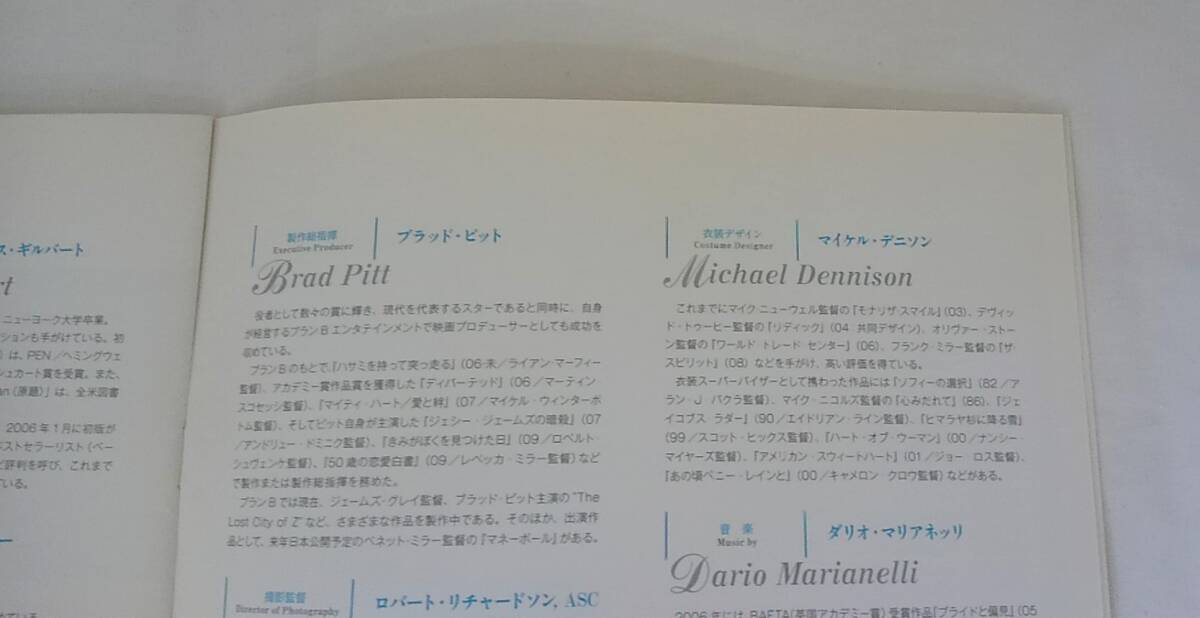 ス・ギルバート
rt
ニューヨーク大学卒業。
ションも手がけている。初
は、PEN/ヘミングウェ
シュカート賞を受賞。また、
an（原題）』は、全米図書
2006年1月に初版が
ベストセラーリスト（ペー
ど評判を呼び、これまで
ている。
ー
製作総指揮
Executive Producer
ブラッド・ピット
Brad Pitt
役者として数々の賞に輝き、現代を代表するスターであると同時に、自身
が経営するプランBエンタテインメントで映画プロデューサーとしても成功を
収めている。
プランBのもとで、『ハサミを持って突っ走る』（06・未/ライアン・マーフィー
監督）、アカデミー賞作品賞を獲得した『ディパーテッド』（06/マーティン・
スコセッシ監督）、『マイティ・ハート/愛と絆』（07/マイケル・ウィンターボ
トム監督）、そしてピット自身が主演した『ジェシー・ジェームズの暗殺』（07
/アンドリュー・ドミニク監督）、『きみがぼくを見つけた日』（09/ロベルト・
シュヴェンケ監督）、『50歳の恋愛白書』（09/レベッカ・ミラー監督）など
で製作または製作総指揮を務めた。
プランBでは現在、ジェームズ・グレイ監督、ブラッド・ピット主演の“The
Lost City of Z”など、さまざまな作品を製作中である。そのほか、出演作
品として、来年日本公開予定のベネット・ミラー監督の『マネーボール』がある。
撮影監督
Director of Photography
ロバート・リチャードソン, ASC
衣装デザイン
Costume Designer
マイケル・デニソン
Michael Dennison
これまでにマイク・ニューウェル監督の『モナリザ・スマイル』（03）、デヴィッ
ド・トゥーヒー監督の『リディック』（04 共同デザイン）、オリヴァー・ストー
ン監督の『ワールド・トレード・センター』（06）、フランク・ミラー監督の『ザ・
スピリット』（08）などを手がけ、高い評価を得ている。
衣装スーパーバイザーとして携わった作品には『ソフィーの選択』（82/ア
ラン・J・パクラ監督）、マイク・ニコルズ監督の『心みだれて』（86）、『ジェ
イコブス・ラダー』（90/エイドリアン・ライン監督）、『ヒマラヤ杉に降る雪』
（99/スコット・ヒックス監督）、『ハート・オブ・ウーマン』（00/ナンシー・
マイヤーズ監督）、『アメリカン・スウィートハート』（01/ジョー・ロス監督）、
『あの頃ペニー・レインと』（00/キャメロン・クロウ監督）などがある。
音 楽
Music by
ダリオ・マリアネッリ
Dario Marianelli
2006年には、BAFTA（英国アカデミー賞）受賞作品『プライドと偏見』（05